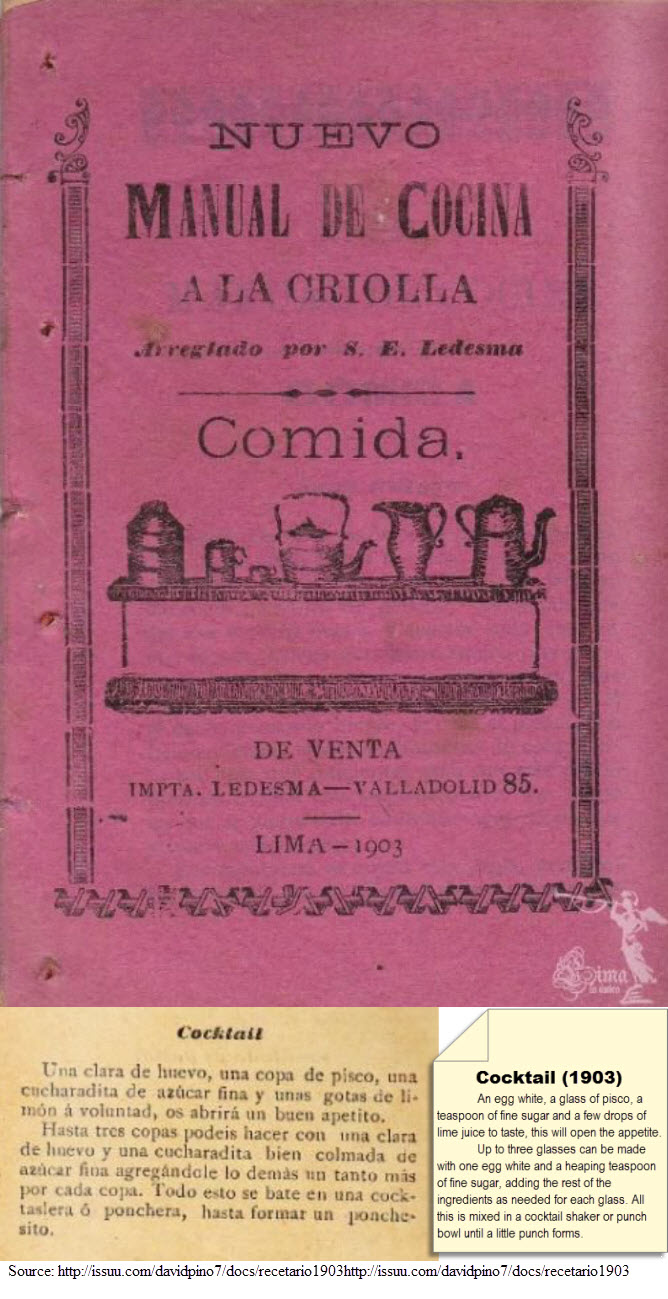 NUEVO
MANUAL DE COCINA
A LA CRIOLLA
Arreglado por S. E. Ledesma
Comida.
DE VENTA
IMPTA. LEDESMA—VALLADOLID 85.
LIMA – 1903
Lima
Cocktail
Una clara de huevo, una copa de pisco, una
cucharadita de azúcar fina y unas gotas de li-
món á voluntad, os abrirá un buen apetito.
Hasta tres copas podeis hacer con una clara
de huevo y una cucharadita bien colmada de
azúcar fina agregándole lo demás un tanto más
por cada copa. Todo esto se bate en una cock-
taslera ó ponchera, hasta formar un ponche-
sito.
Cocktail (1903)
An egg white, a glass of pisco, a
teaspoon of fine sugar and a few drops of
lime juice to taste, this will open the appetite.
Up to three glasses can be made
with one egg white and a heaping teaspoon
of fine sugar, adding the rest of the
ingredients as needed for each glass. All
this is mixed in a cocktail shaker or punch
bowl until a little punch forms.
Source: http://issuu.com/davidpino7/docs/recetario1903http://issuu.com/davidpino7/docs/recetario1903